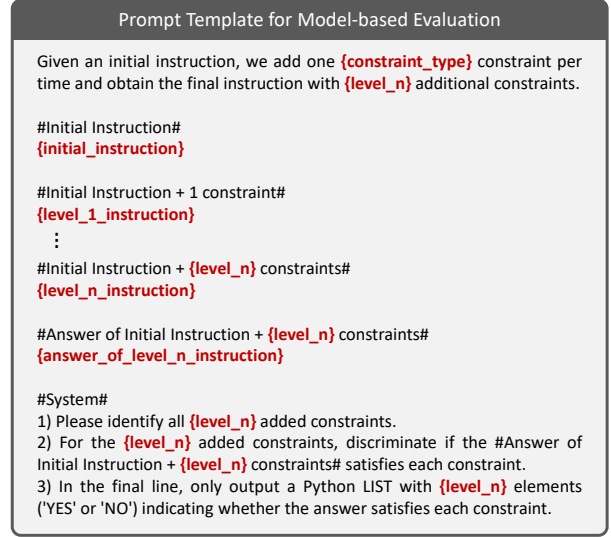 Prompt Template for Model-based Evaluation
Given an initial instruction, we add one {constraint_type} constraint per
time and obtain the final instruction with {level_n} additional constraints.
#Initial Instruction#
{initial_instruction}
#Initial Instruction + 1 constraint#
{level_1_instruction}
⋮
#Initial Instruction + {level_n} constraints#
{level_n_instruction}
#Answer of Initial Instruction + {level_n} constraints#
{answer_of_level_n_instruction}
#System#
1) Please identify all {level_n} added constraints.
2) For the {level_n} added constraints, discriminate if the #Answer of
Initial Instruction + {level_n} constraints# satisfies each constraint.
3) In the final line, only output a Python LIST with {level_n} elements
('YES' or 'NO') indicating whether the answer satisfies each constraint.